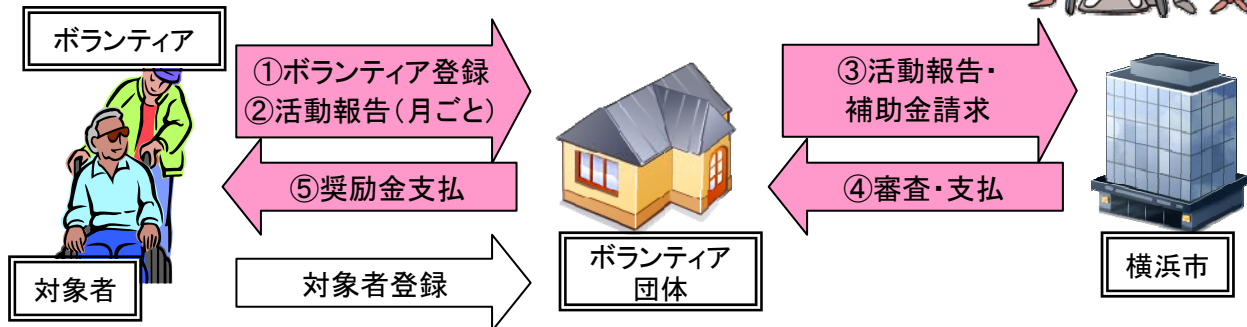 ボランティア
①ボランティア登録
②活動報告(月ごと)
③活動報告・
補助金請求
⑤奨励金支払
④審査・支払
対象者
対象者登録
ボランティア
団体
横浜市